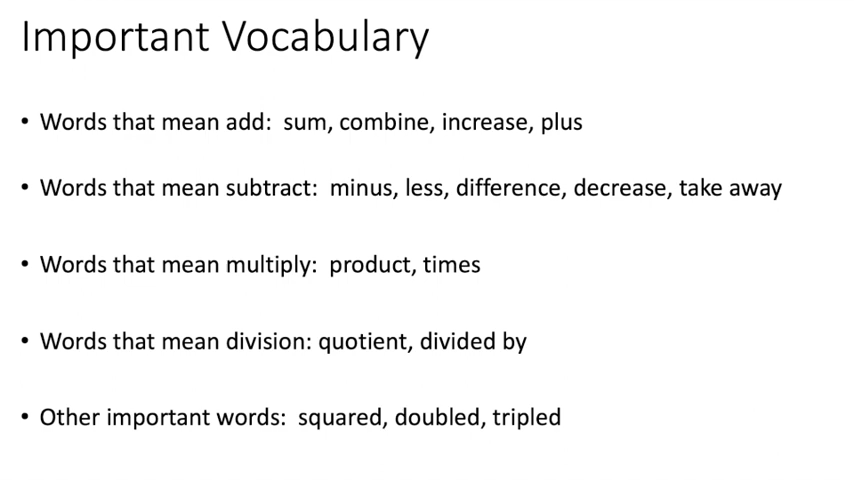 Important Vocabulary
• Words that mean add:  sum, combine, increase, plus
• Words that mean subtract:  minus, less, difference, decrease, take away
• Words that mean multiply:  product, times
• Words that mean division: quotient, divided by
• Other important words:  squared, doubled, tripled